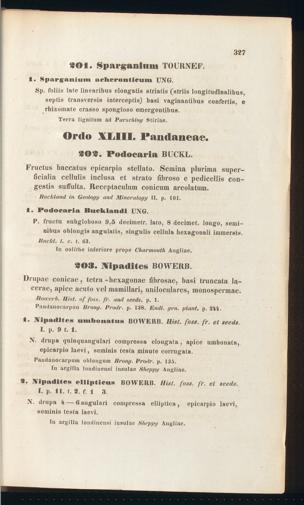 327
201. Sparganium TOURNEF.
1. Sparganium acheronticum UNG.
Sp. foliis late linearibus elongatis striatis (striis longitudinalibus,
septis transversis interceptis) basi vaginantibus confertis, e
rhizomate crasso spongioso emergentibus.
Terra lignitum ad Parschlug Stiriae.
Ordo XLIII. Pandaneae.
202. Podocaria BUCKL.
Fructus baccatus epicarpio stellato. Semina plurima super-
ficialia cellulis inclusa et strato fibroso e pedicellis con-
gestis suffulta. Receptaculum conicum areolatum.
Buckland in Geology and Mineralogy II. p. 101.
1. Podocaria Bucklandi UNG.
P. fructu subgloboso 9,5 decimetr. lato, 8 decimet. longo, semi-
nibus oblongis angulatis, singulis cellula hexagonali immersis.
Buckl. l. c. t. 63.
In oolithe inferiore prope Charmouth Angliae.
203. Nipadites BOWERB.
Drupae conicae, tetra-hexagonae fibrosae, basi truncata la-
cerae, apice acuto vel mamillari, uniloculares, monospermae.
Bowerb. Hist. of foss. fr. and seeds, p. 1.
Pandanocarpum Brong. Prodr. p. 138. Endl. gen. plant. p. 244.
1. Nipadites umbonatus BOWERB. Hist. foss. fr. et seeds.
I. p. 9 t. 1.
N. drupa quinquangulari compressa elongata, apice umbonata,
epicarpio laevi, seminis testa minute corrugata.
Pandanocarpum oblongum Brong. Prodr. p. 135.
In argilla londinensi insulae Sheppy Angliae.
2. Nipadites ellipticus BOWERB. Hist. foss. fr. et seeds.
I. p. 11. t. 2. f. 1 3.
N. drupa 4—6angulari compressa elliptica, epicarpio laevi,
seminis testa laevi.
In argilla londinensi insulae Sheppy Angliae.